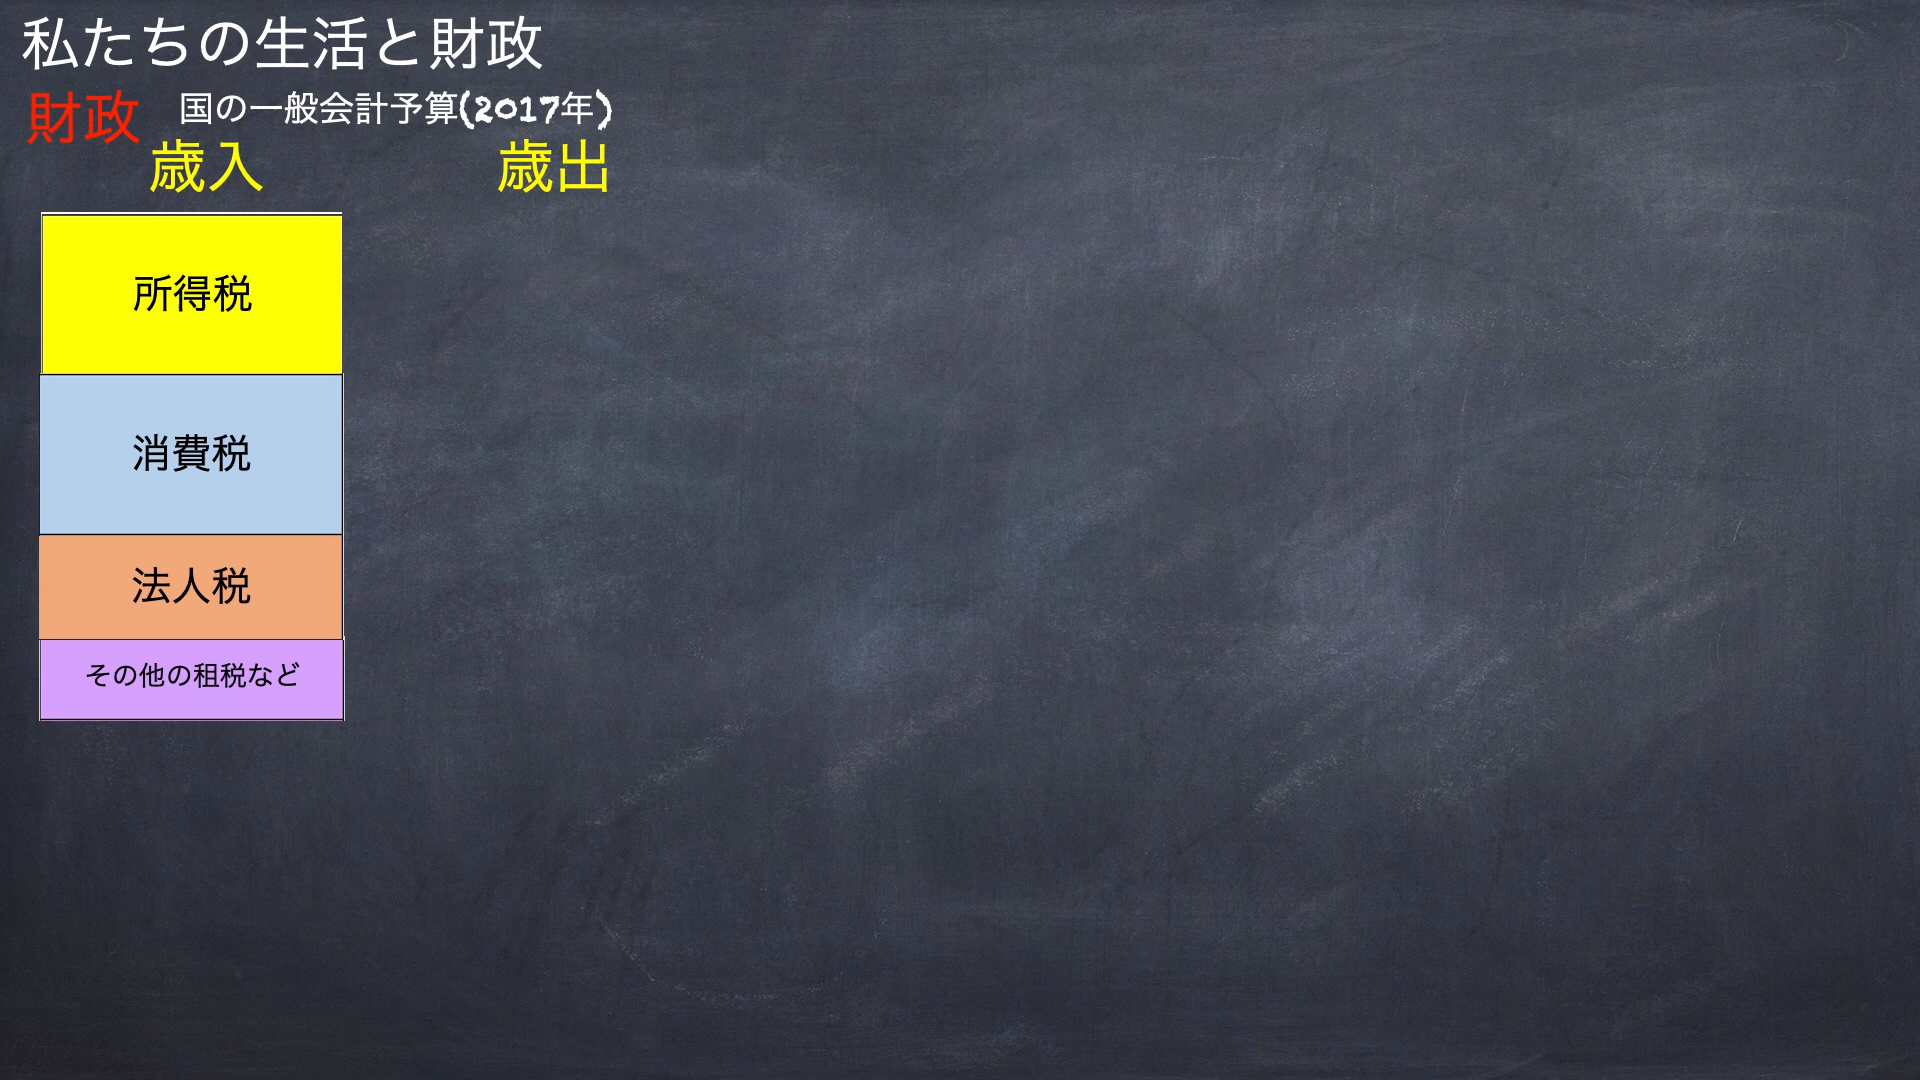 私たちの生活と財政
財政 国の一般会計予算(2017年)
歳入 歳出
所得税
消費税
法人税
その他の租税など